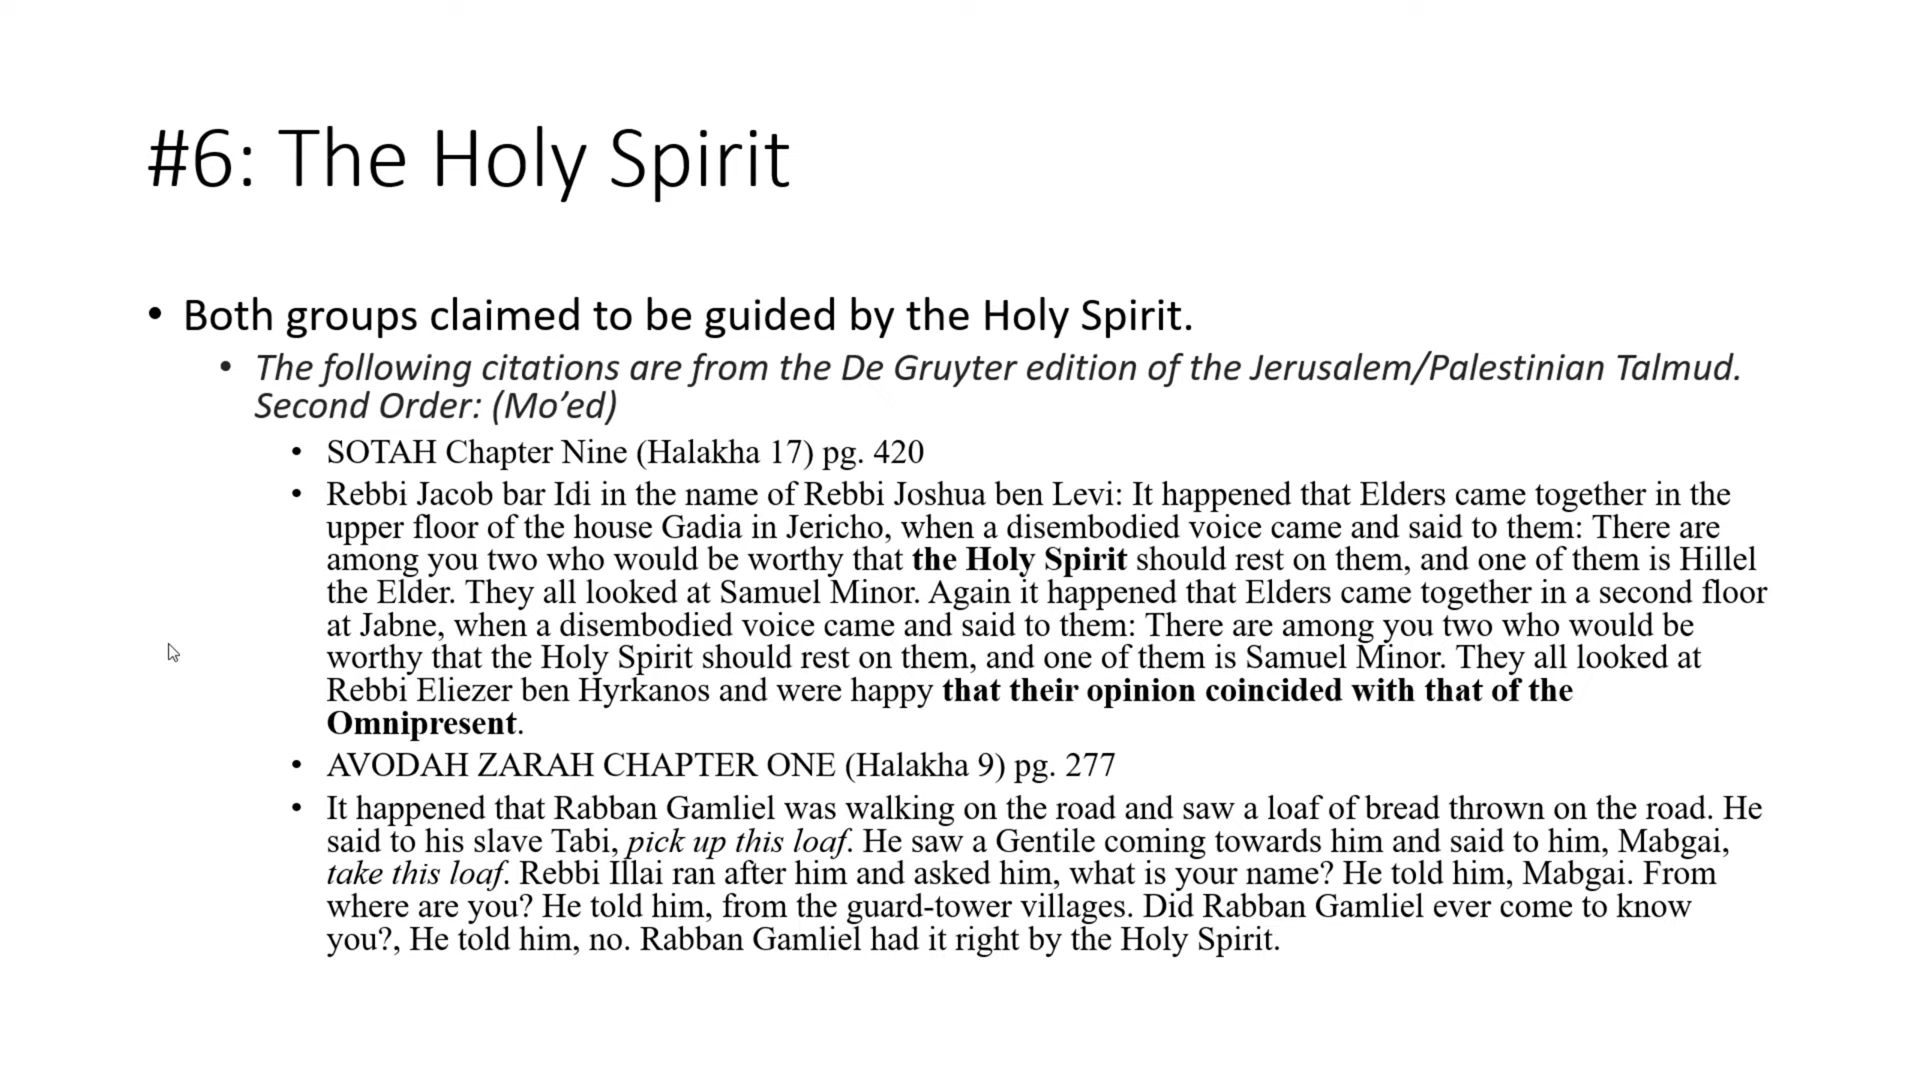 #6: The Holy Spirit
• Both groups claimed to be guided by the Holy Spirit.
• The following citations are from the De Gruyter edition of the Jerusalem/Palestinian Talmud.
Second Order: (Mo’ed)
• SOTAH Chapter Nine (Halakha 17) pg. 420
• Rebbi Jacob bar Idi in the name of Rebbi Joshua ben Levi: It happened that Elders came together in the
upper floor of the house Gadia in Jericho, when a disembodied voice came and said to them: There are
among you two who would be worthy that the Holy Spirit should rest on them, and one of them is Hillel
the Elder. They all looked at Samuel Minor. Again it happened that Elders came together in a second floor
at Jabne, when a disembodied voice came and said to them: There are among you two who would be
worthy that the Holy Spirit should rest on them, and one of them is Samuel Minor. They all looked at
Rebbi Eliezer ben Hyrkanos and were happy that their opinion coincided with that of the
Omnipresent.
• AVODAH ZARAH CHAPTER ONE (Halakha 9) pg. 277
• It happened that Rabban Gamliel was walking on the road and saw a loaf of bread thrown on the road. He
said to his slave Tabi, pick up this loaf. He saw a Gentile coming towards him and said to him, Mabgai,
take this loaf. Rebbi Illai ran after him and asked him, what is your name? He told him, Mabgai. From
where are you? He told him, from the guard-tower villages. Did Rabban Gamliel ever come to know
you?, He told him, no. Rabban Gamliel had it right by the Holy Spirit.